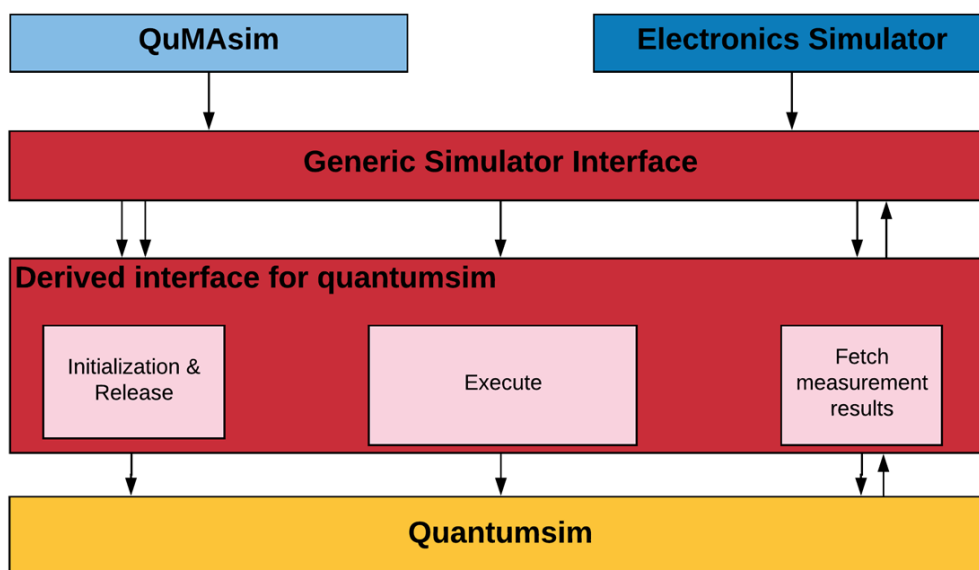 QuMAsim
Electronics Simulator
Generic Simulator Interface
Derived interface for quantumsim
Initialization &
Release
Execute
Fetch
measurement
results
Quantumsim